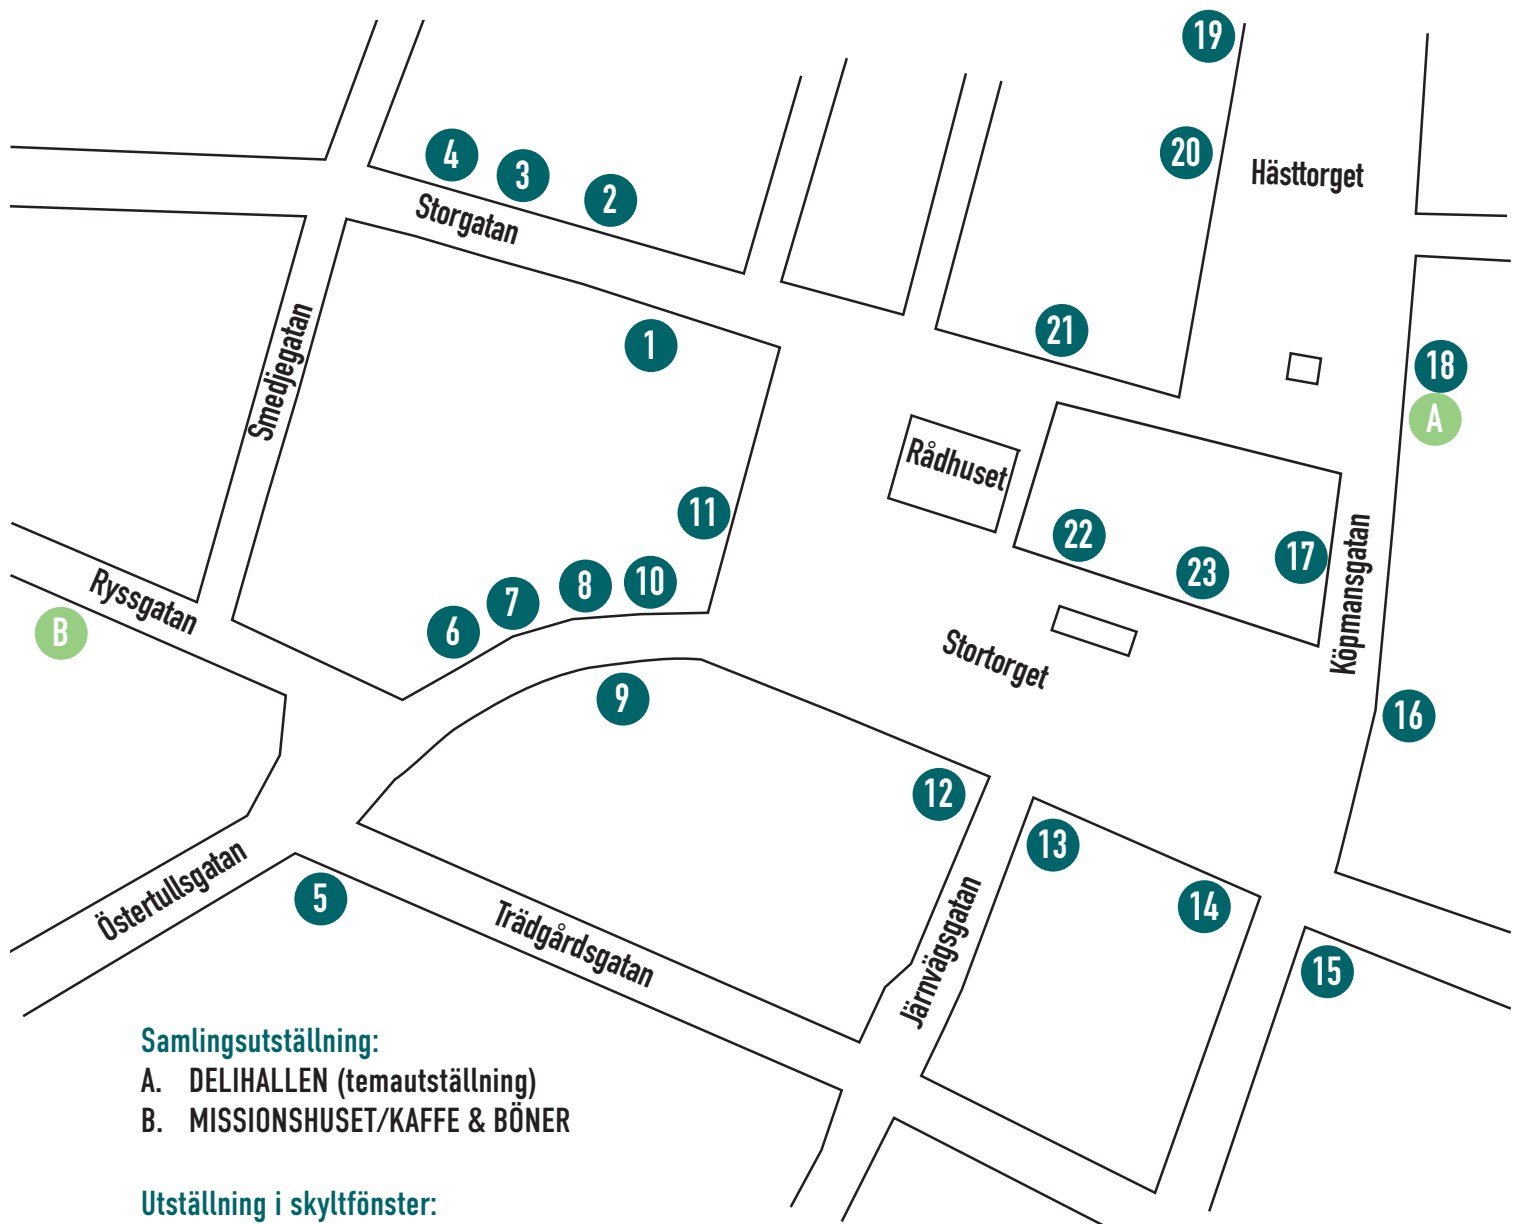 19
4
3
2
20
Hästtorget
Storgatan
21
1
18
A
Smedjegatan
Rådhuset
11
22
23
17
Köpmansgatan
Ryssgatan
B
6
7
8
10
Stortorget
9
16
12
13
14
15
Östertullsgatan
5
Trädgårdsgatan
Järnvägsgatan
Samlingsutställning:
A. DELIHALLEN (temautställning)
B. MISSIONSHUSET/KAFFE & BÖNER
Utställning i skyltfönster: